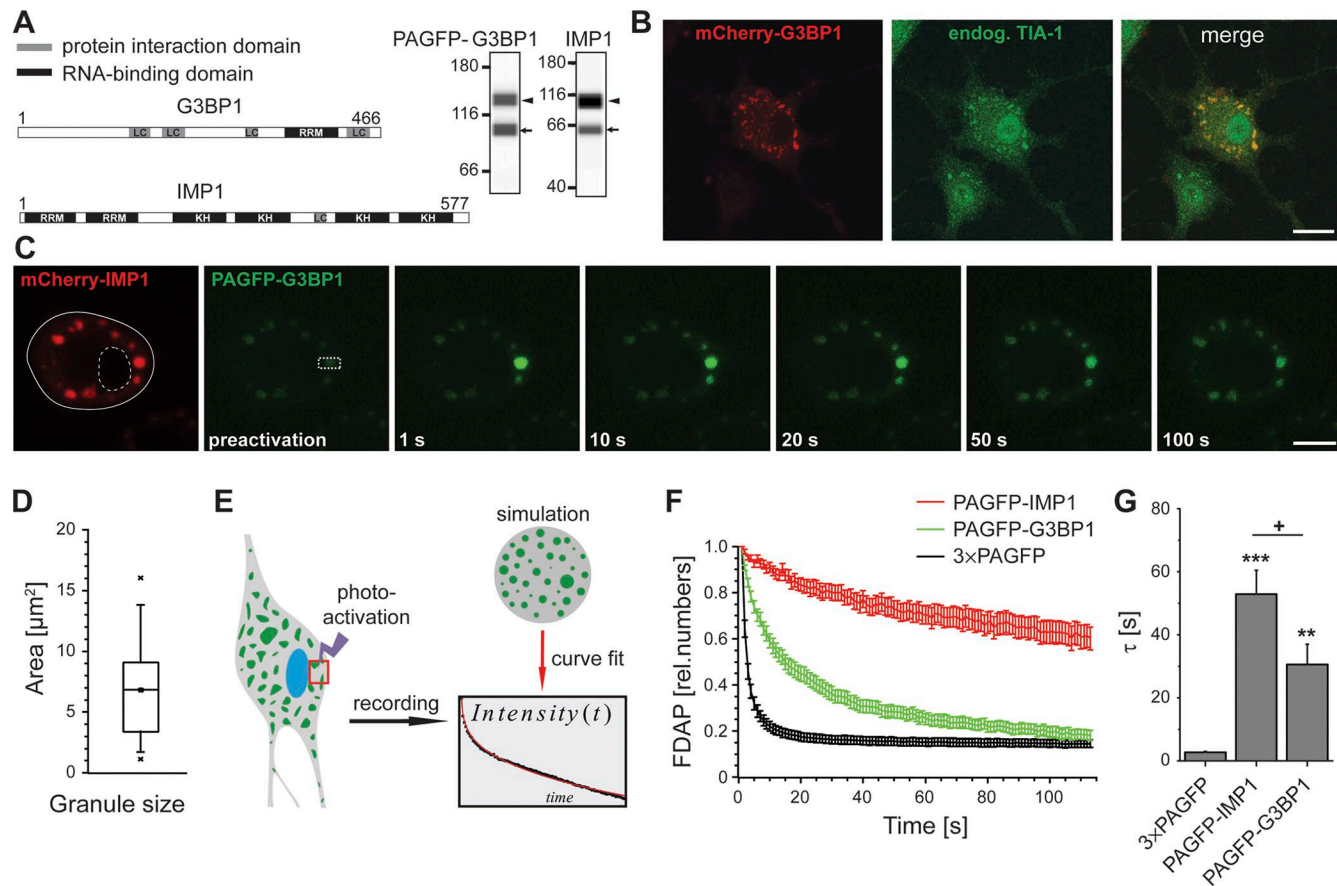 A
protein interaction domain
RNA-binding domain
G3BP1
1 466
LC LC LC RRM LC
IMP1
1 577
RRM RRM KH KH LC KH KH
PAGFP-G3BP1
180
116
66
IMP1
180
116
66
40
B
mCherry-G3BP1
endog. TIA-1
merge
C
mCherry-IMP1
PAGFP-G3BP1
preactivation
1 s
10 s
20 s
50 s
100 s
D
Area [µm²]
20
15
10
5
0
Granule size
E
photo-
activation
recording
simulation
curve fit
Intensity(t)
time
F
PAGFP-IMP1
PAGFP-G3BP1
3×PAGFP
FDAP [rel.numbers]
1.0
0.8
0.6
0.4
0.2
0
0 20 40 60 80 100
Time [s]
G
τ [s]
80
60
40
20
0
+
***
**
3×PAGFP
PAGFP-IMP1
PAGFP-G3BP1